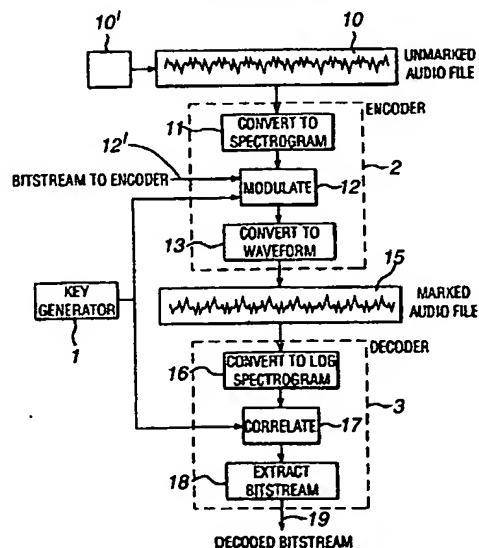 10'
10
UNMARKED
AUDIO FILE
ENCODER
11
CONVERT TO
SPECTROGRAM
12'
2
BITSTREAM TO ENCODER
MODULATE
12
13
CONVERT TO
WAVEFORM
15
KEY
GENERATOR
MARKED
AUDIO FILE
1
DECODER
16
CONVERT TO LOG
SPECTROGRAM
3
CORRELATE
17
18
EXTRACT
BITSTREAM
19
DECODED BITSTREAM